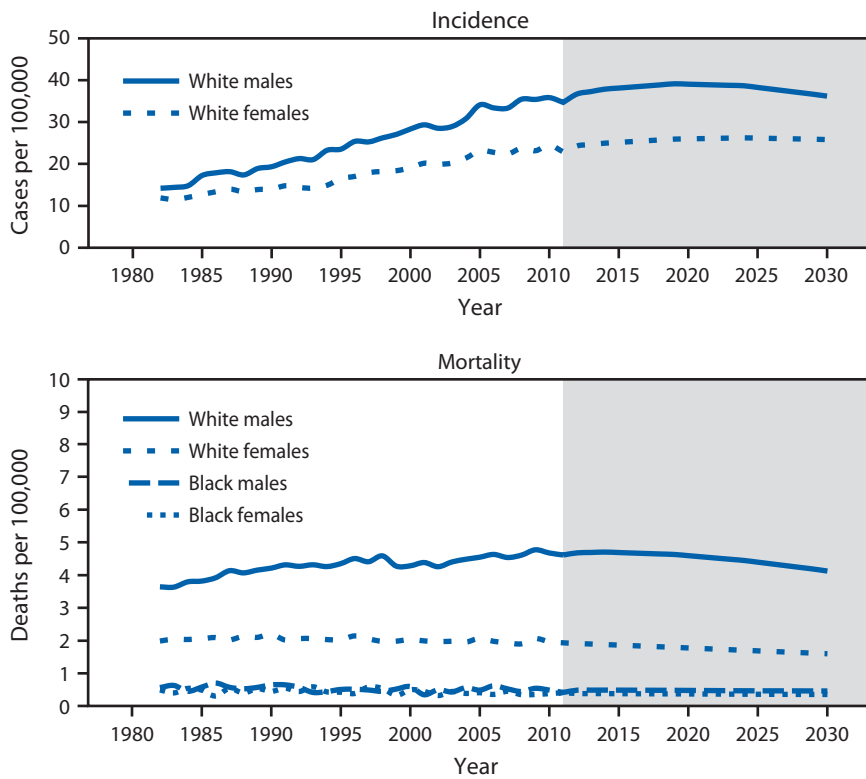 Incidence
50
40
30
20
10
0
Cases per 100,000
White males
White females
1980 1985 1990 1995 2000 2005 2010 2015 2020 2025 2030
Year
Mortality
10
9
8
7
6
5
4
3
2
1
0
Deaths per 100,000
White males
White females
Black males
Black females
1980 1985 1990 1995 2000 2005 2010 2015 2020 2025 2030
Year